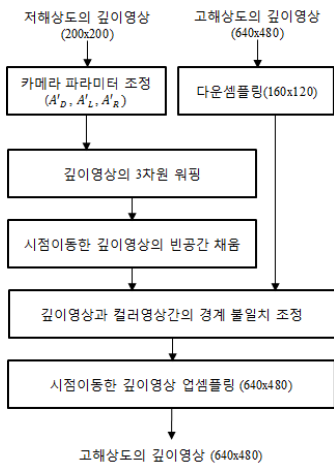 저해상도의 깊이영상
(200x200)
고해상도의 깊이영상
(640x480)
카메라 파라미터 조정
(A'_D, A'_L, A'_R)
다운셈플링(160x120)
깊이영상의 3차원 워핑
시점이동한 깊이영상의 빈공간 채움
깊이영상과 컬러영상간의 경계 불일치 조정
시점이동한 깊이영상 업셈플링 (640x480)
고해상도의 깊이영상 (640x480)